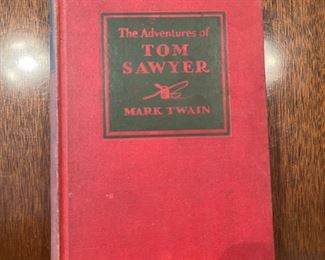 The Adventures of
TOM
SAWYER
MARK TWAIN